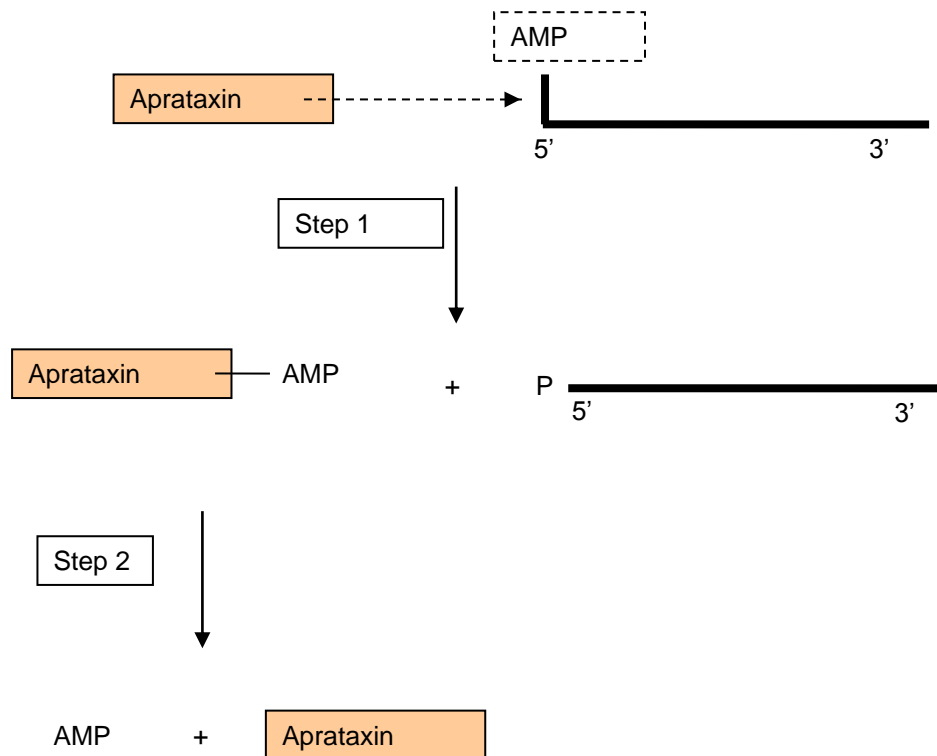 AMP
Aprataxin
5’ 3’
Step 1
Aprataxin AMP + P
5’ 3’
Step 2
AMP + Aprataxin